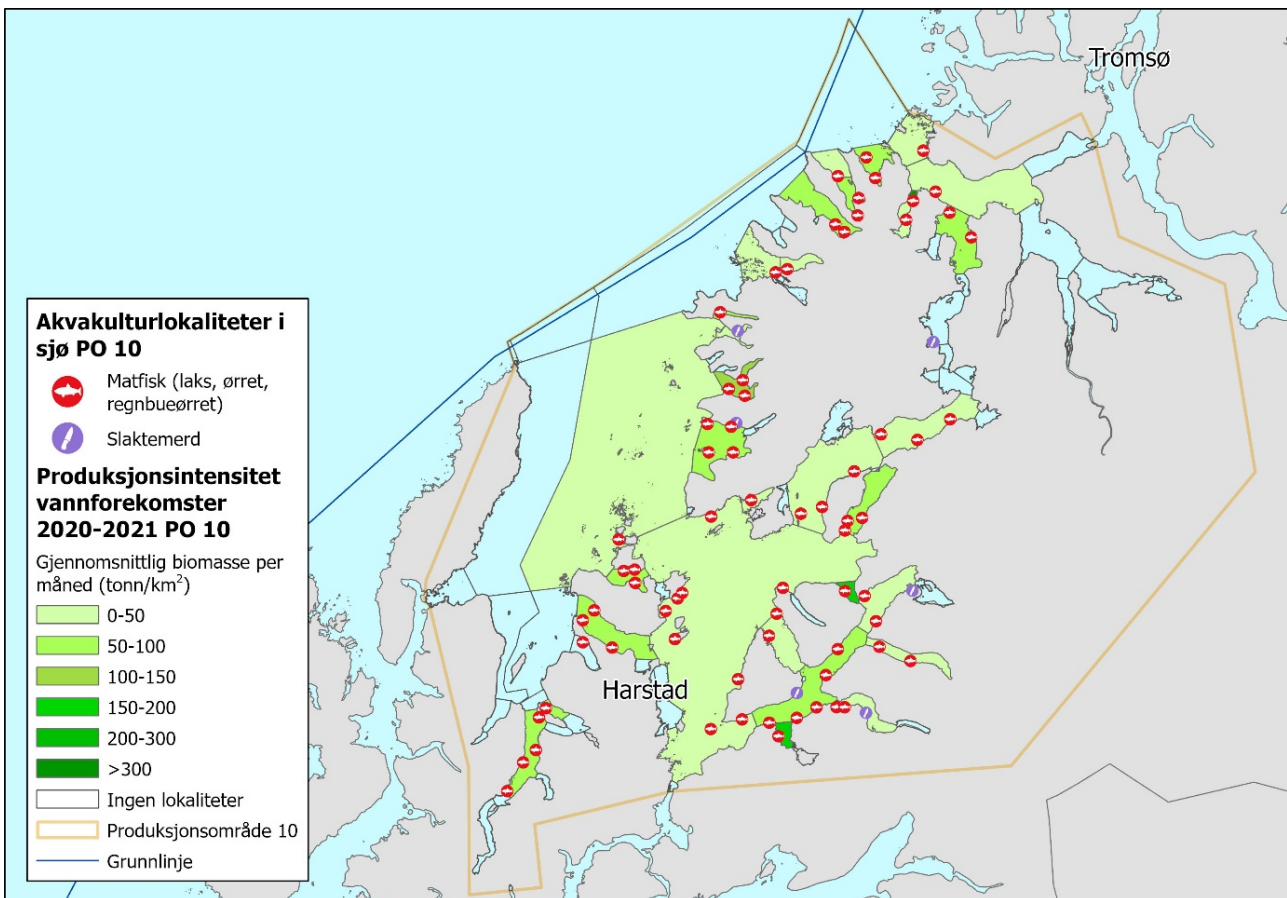 Tromsø
Akvakulturlokaliteter i
sjø PO 10
Matfisk (laks, ørret,
regnbueørret)
Slaktemerd
Produksjonsintensitet
vannforekomster
2020-2021 PO 10
Gjennomsnittlig biomasse per
måned (tonn/km²)
0-50
50-100
100-150
150-200
200-300
>300
Ingen lokaliteter
Produksjonsområde 10
Grunnlinje
Harstad